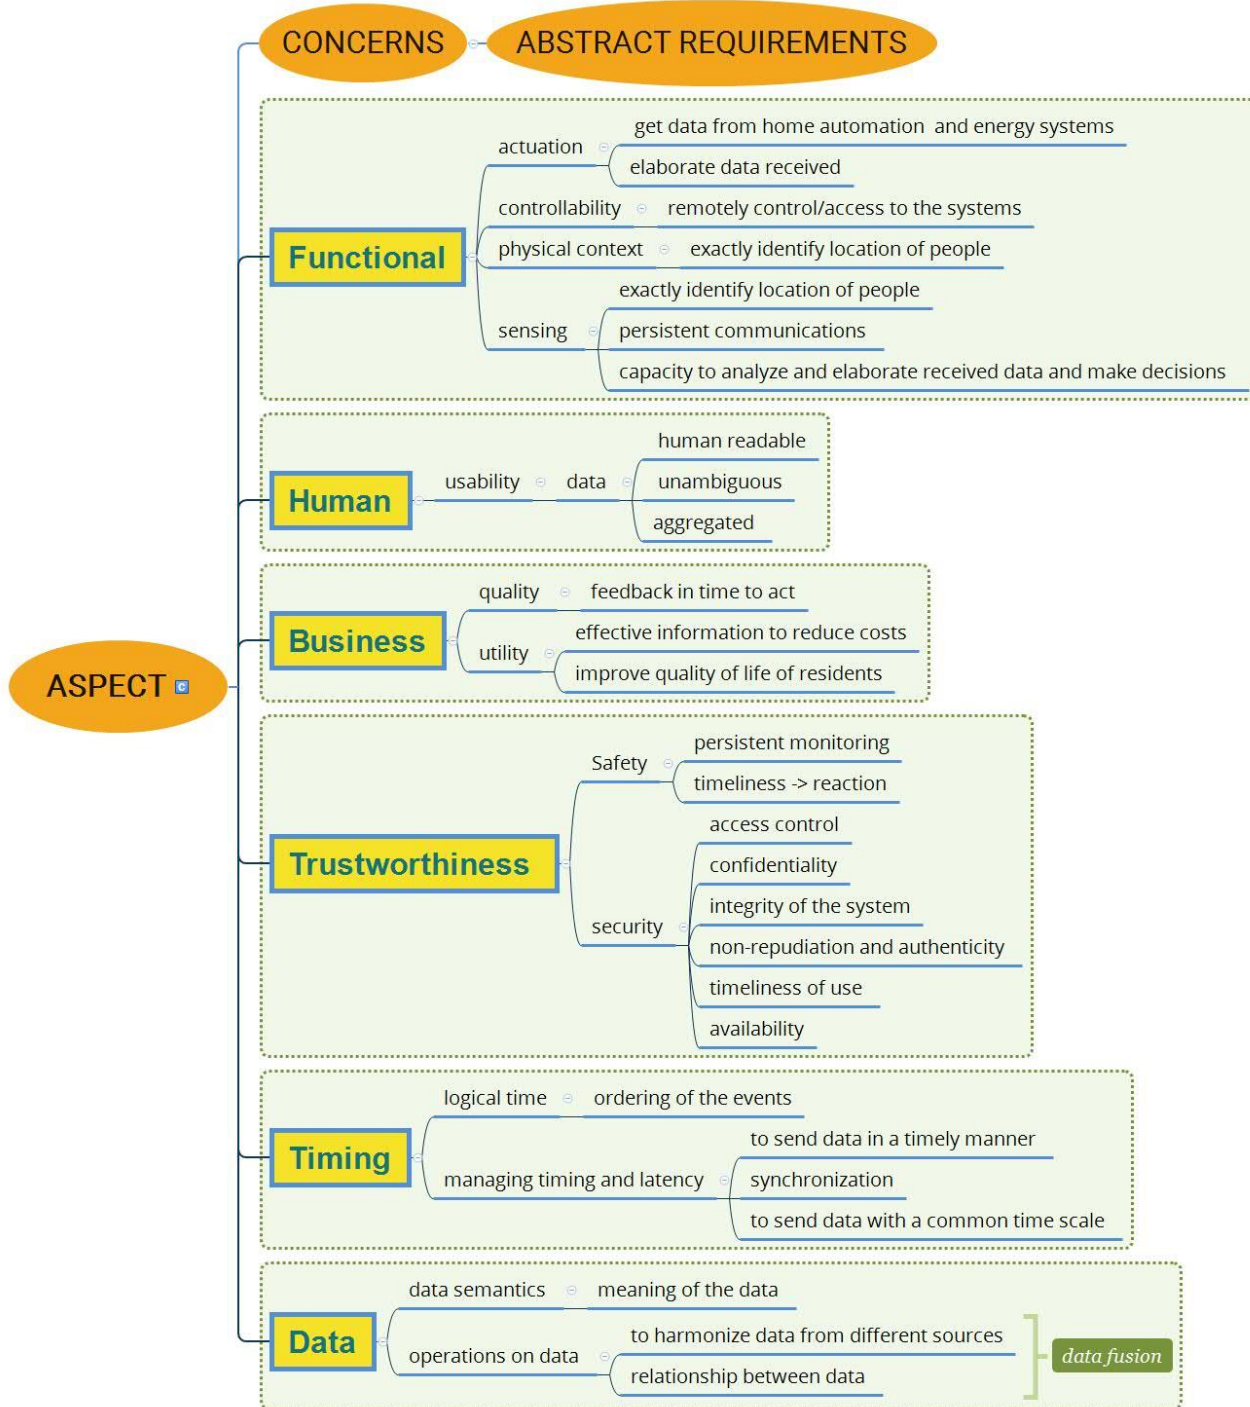 CONCERNS
ABSTRACT REQUIREMENTS
ASPECT
Functional
actuation
get data from home automation and energy systems
elaborate data received
controllability
remotely control/access to the systems
physical context
exactly identify location of people
sensing
exactly identify location of people
persistent communications
capacity to analyze and elaborate received data and make decisions
Human
usability
data
human readable
unambiguous
aggregated
Business
quality
feedback in time to act
utility
effective information to reduce costs
improve quality of life of residents
Trustworthiness
Safety
persistent monitoring
timeliness -> reaction
security
access control
confidentiality
integrity of the system
non-repudiation and authenticity
timeliness of use
availability
Timing
logical time
ordering of the events
managing timing and latency
to send data in a timely manner
synchronization
to send data with a common time scale
Data
data semantics
meaning of the data
operations on data
to harmonize data from different sources
relationship between data
data fusion